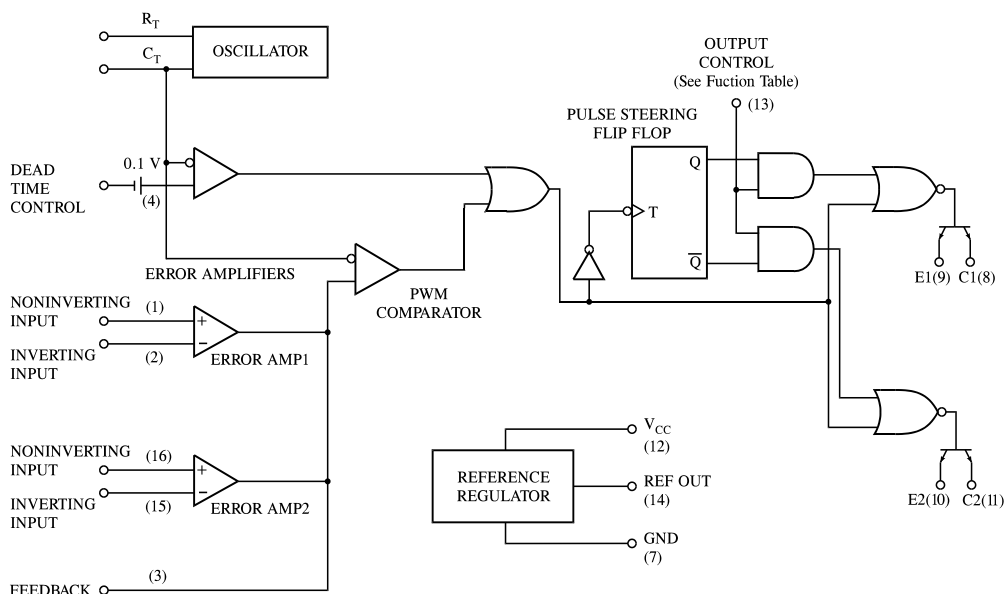 R_T
OSCILLATOR
C_T
OUTPUT
CONTROL
(See Fuction Table)
(13)
PULSE STEERING
FLIP FLOP
DEAD
TIME
CONTROL
0.1 V
(4)
Q
T
Q̅
ERROR AMPLIFIERS
PWM
COMPARATOR
E1(9)
C1(8)
NONINVERTING
INPUT
(1)
+
−
INVERTING
INPUT
(2)
ERROR AMP1
NONINVERTING
INPUT
(16)
+
−
INVERTING
INPUT
(15)
ERROR AMP2
REFERENCE
REGULATOR
V_CC
(12)
REF OUT
(14)
GND
(7)
E2(10)
C2(11)
FEEDBACK
(3)